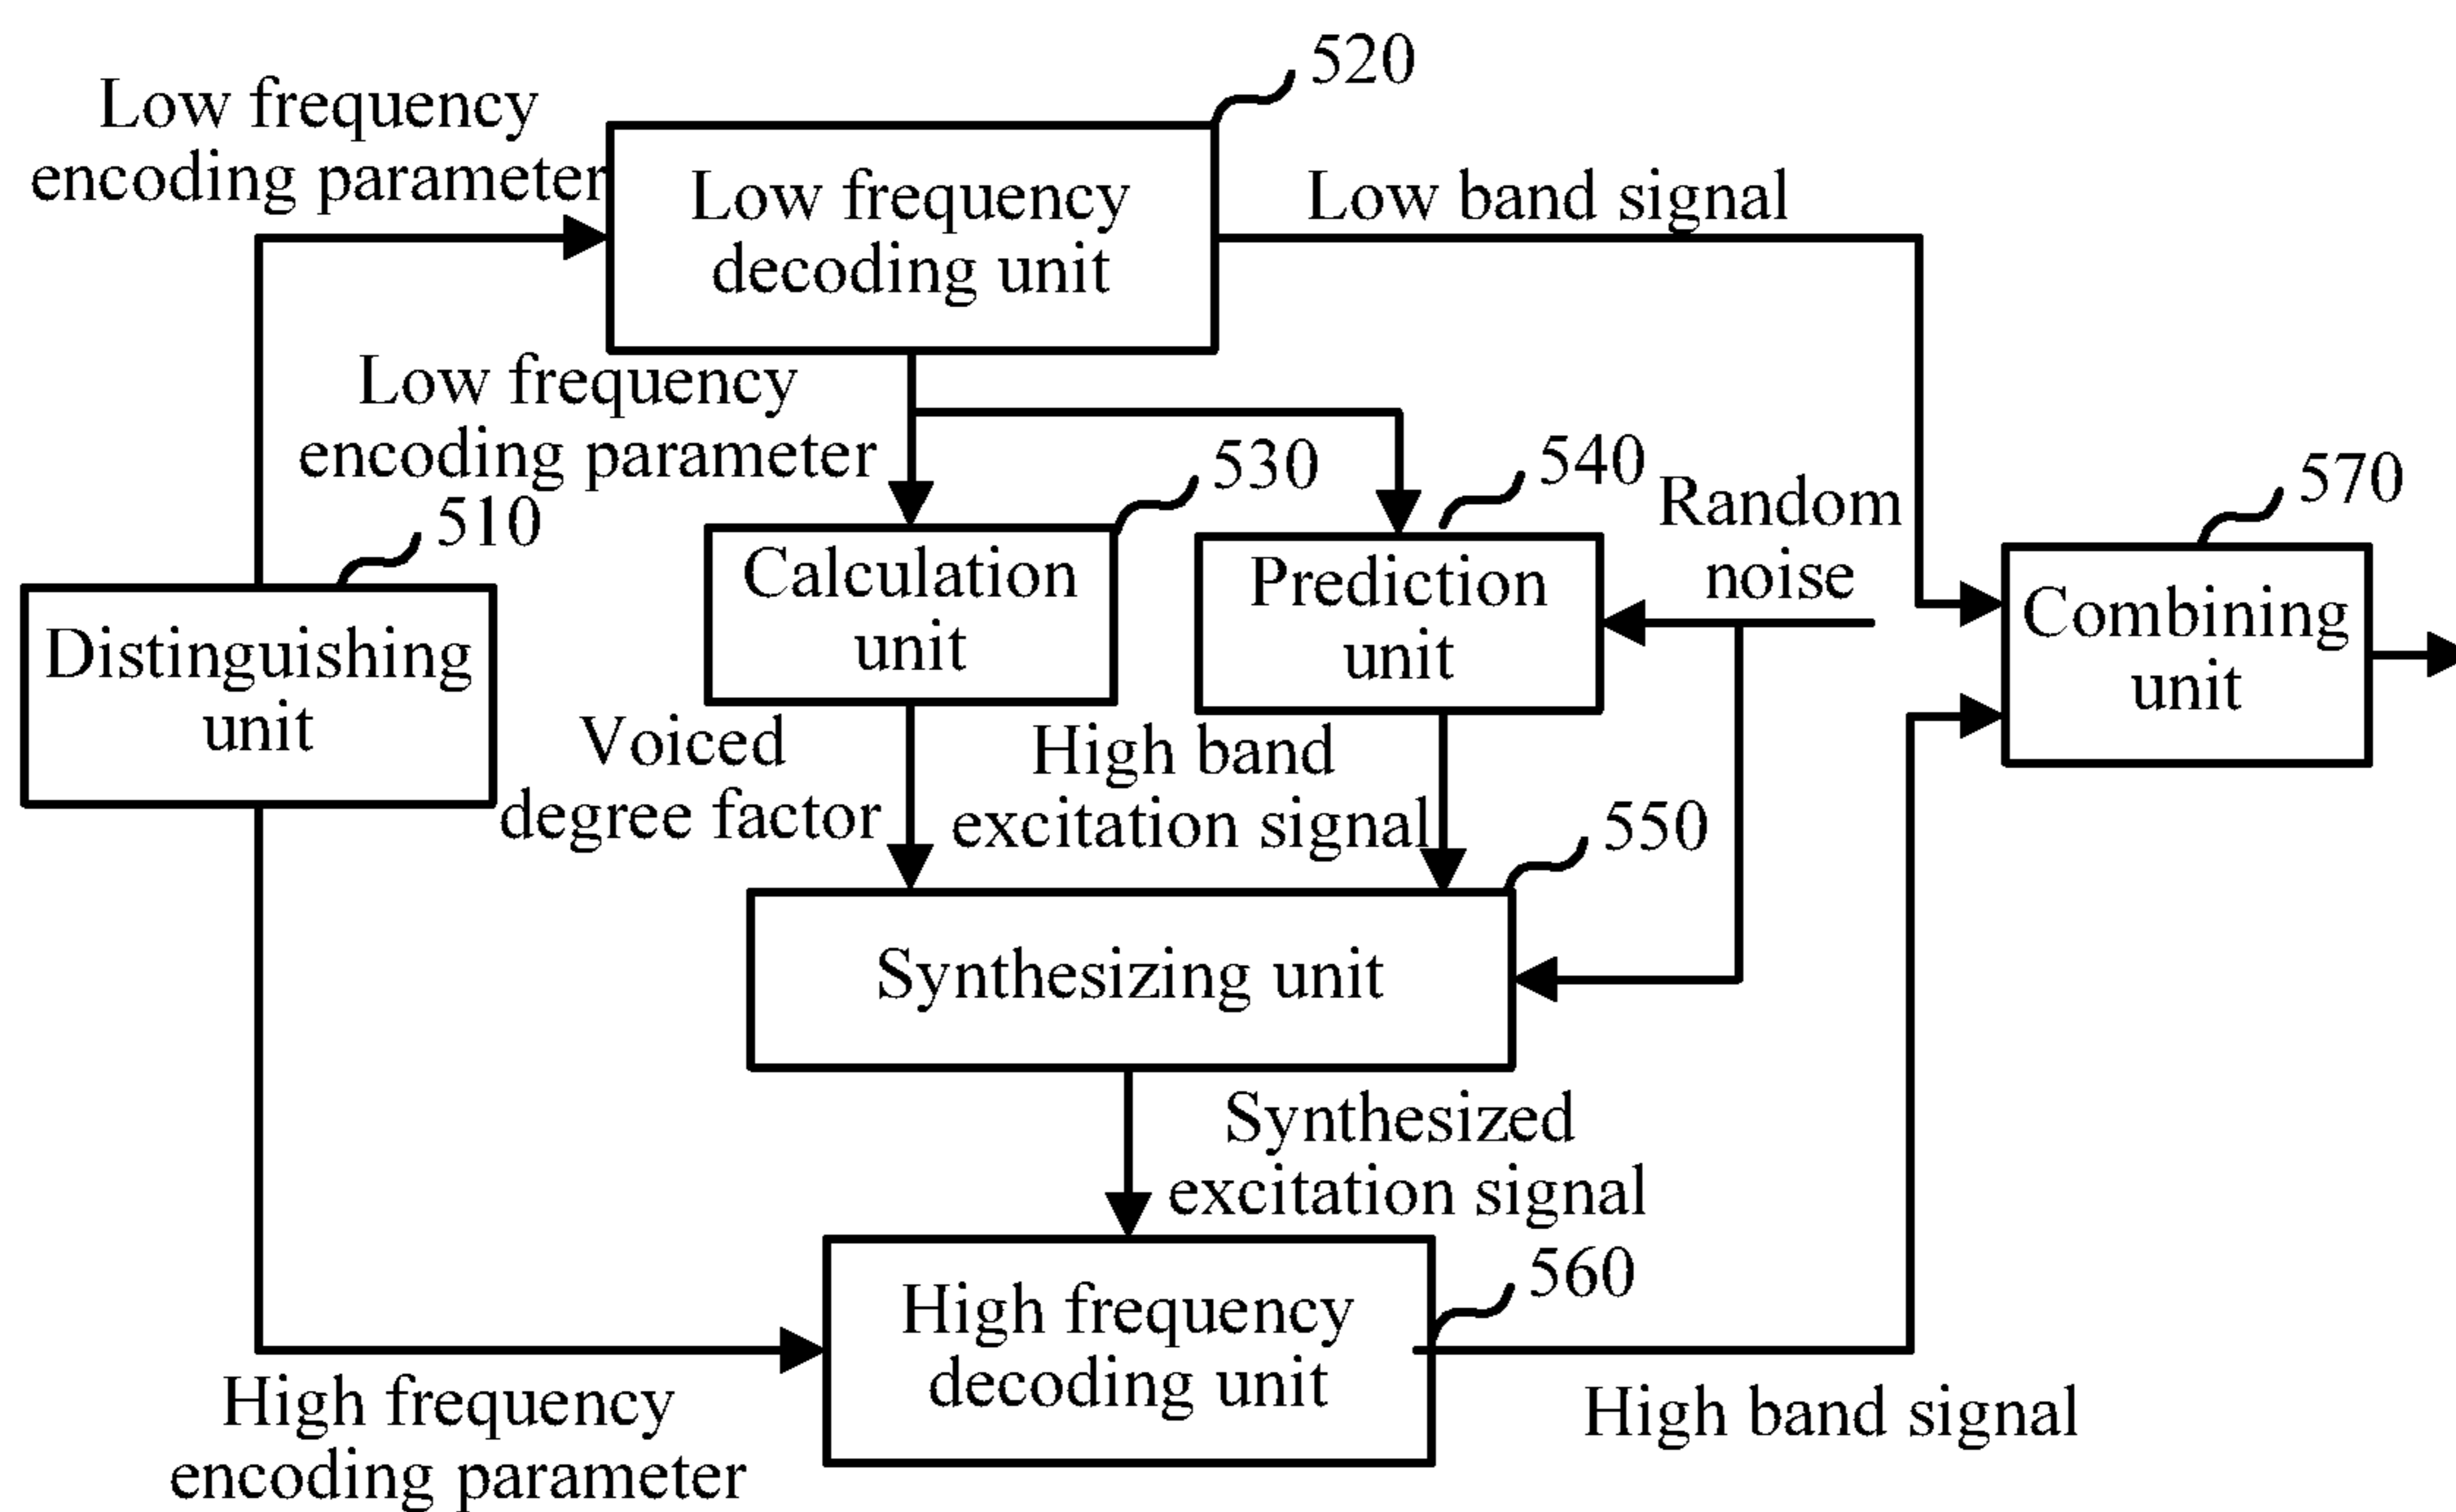 520
Low frequency
encoding parameter
Low frequency
decoding unit
Low band signal
Low frequency
encoding parameter
510
530
540
Random
noise
570
Distinguishing
unit
Calculation
unit
Prediction
unit
Combining
unit
Voiced
degree factor
High band
excitation signal
550
Synthesizing unit
Synthesized
excitation signal
560
High frequency
decoding unit
High frequency
encoding parameter
High band signal